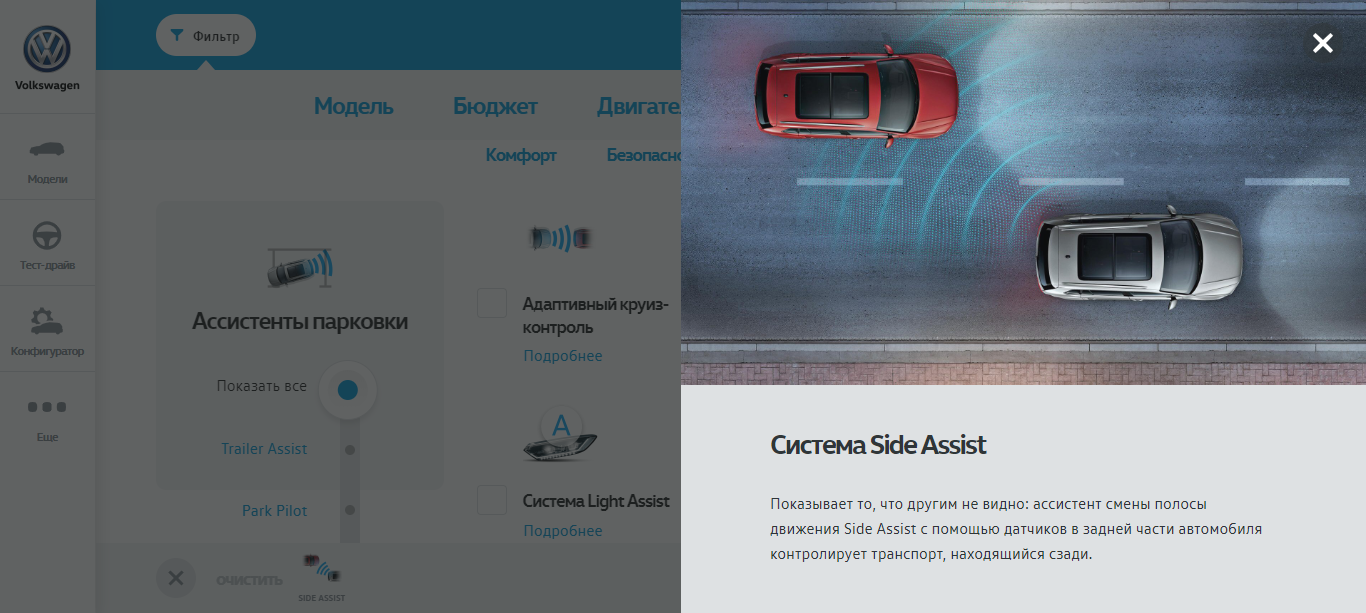 Volkswagen
Модели
Тест-драйв
Конфигуратор
Еще
Фильтр
Модель Бюджет Двигате
Комфорт Безопасно
Ассистенты парковки
Показать все
Trailer Assist
Park Pilot
Адаптивный круиз-
контроль
Подробнее
A
Система Light Assist
Подробнее
ОЧИСТИТЬ
SIDE ASSIST
Система Side Assist
Показывает то, что другим не видно: ассистент смены полосы
движения Side Assist с помощью датчиков в задней части автомобиля
контролирует транспорт, находящийся сзади.